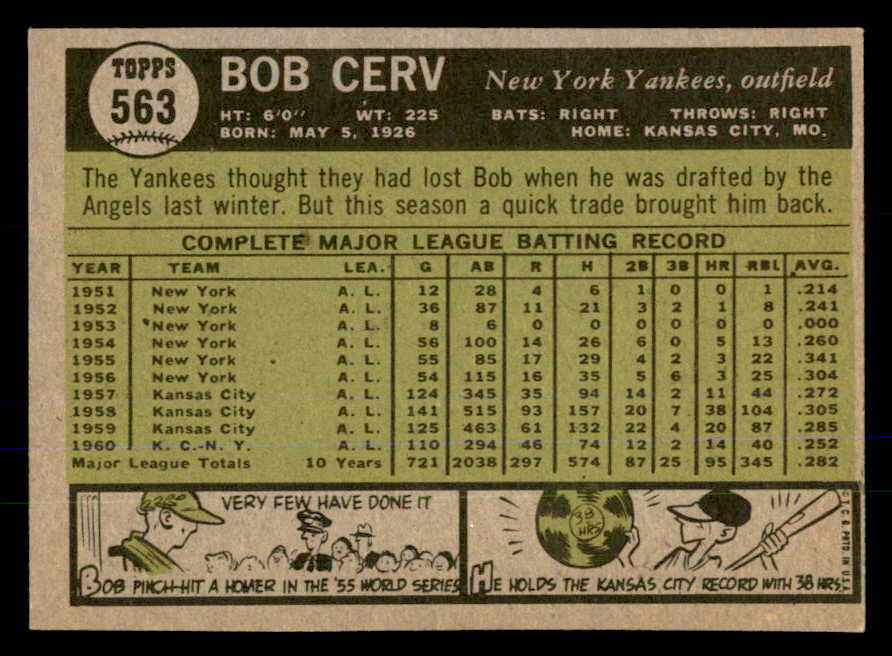 TOPPS
563
BOB CERV
New York Yankees, outfield
HT: 6'0" WT: 225 BATS: RIGHT THROWS: RIGHT
BORN: MAY 5, 1926 HOME: KANSAS CITY, MO.
The Yankees thought they had lost Bob when he was drafted by the
Angels last winter. But this season a quick trade brought him back.
COMPLETE MAJOR LEAGUE BATTING RECORD
YEAR TEAM LEA. G AB R H 2B 3B HR RBI. AVG.
1951 New York A. L. 12 28 4 6 1 0 0 1 .214
1952 New York A. L. 36 87 11 21 3 2 1 8 .241
1953 New York A. L. 8 6 0 0 0 0 0 0 .000
1954 New York A. L. 56 100 14 26 6 0 5 13 .260
1955 New York A. L. 55 85 17 29 4 2 3 22 .341
1956 New York A. L. 54 115 16 35 5 6 3 25 .304
1957 Kansas City A. L. 124 345 35 94 14 2 11 44 .272
1958 Kansas City A. L. 141 515 93 157 20 7 38 104 .305
1959 Kansas City A. L. 125 463 61 132 22 4 20 87 .285
1960 K. C.-N. Y. A. L. 110 294 46 74 12 2 14 40 .252
Major League Totals 10 Years 721 2038 297 574 87 25 95 345 .282
VERY FEW HAVE DONE IT
BOB PINCH-HIT A HOMER IN THE '55 WORLD SERIES
38
HRS
HE HOLDS THE KANSAS CITY RECORD WITH 38 HRS.
© T. C. G. PRTD. IN U.S.A.